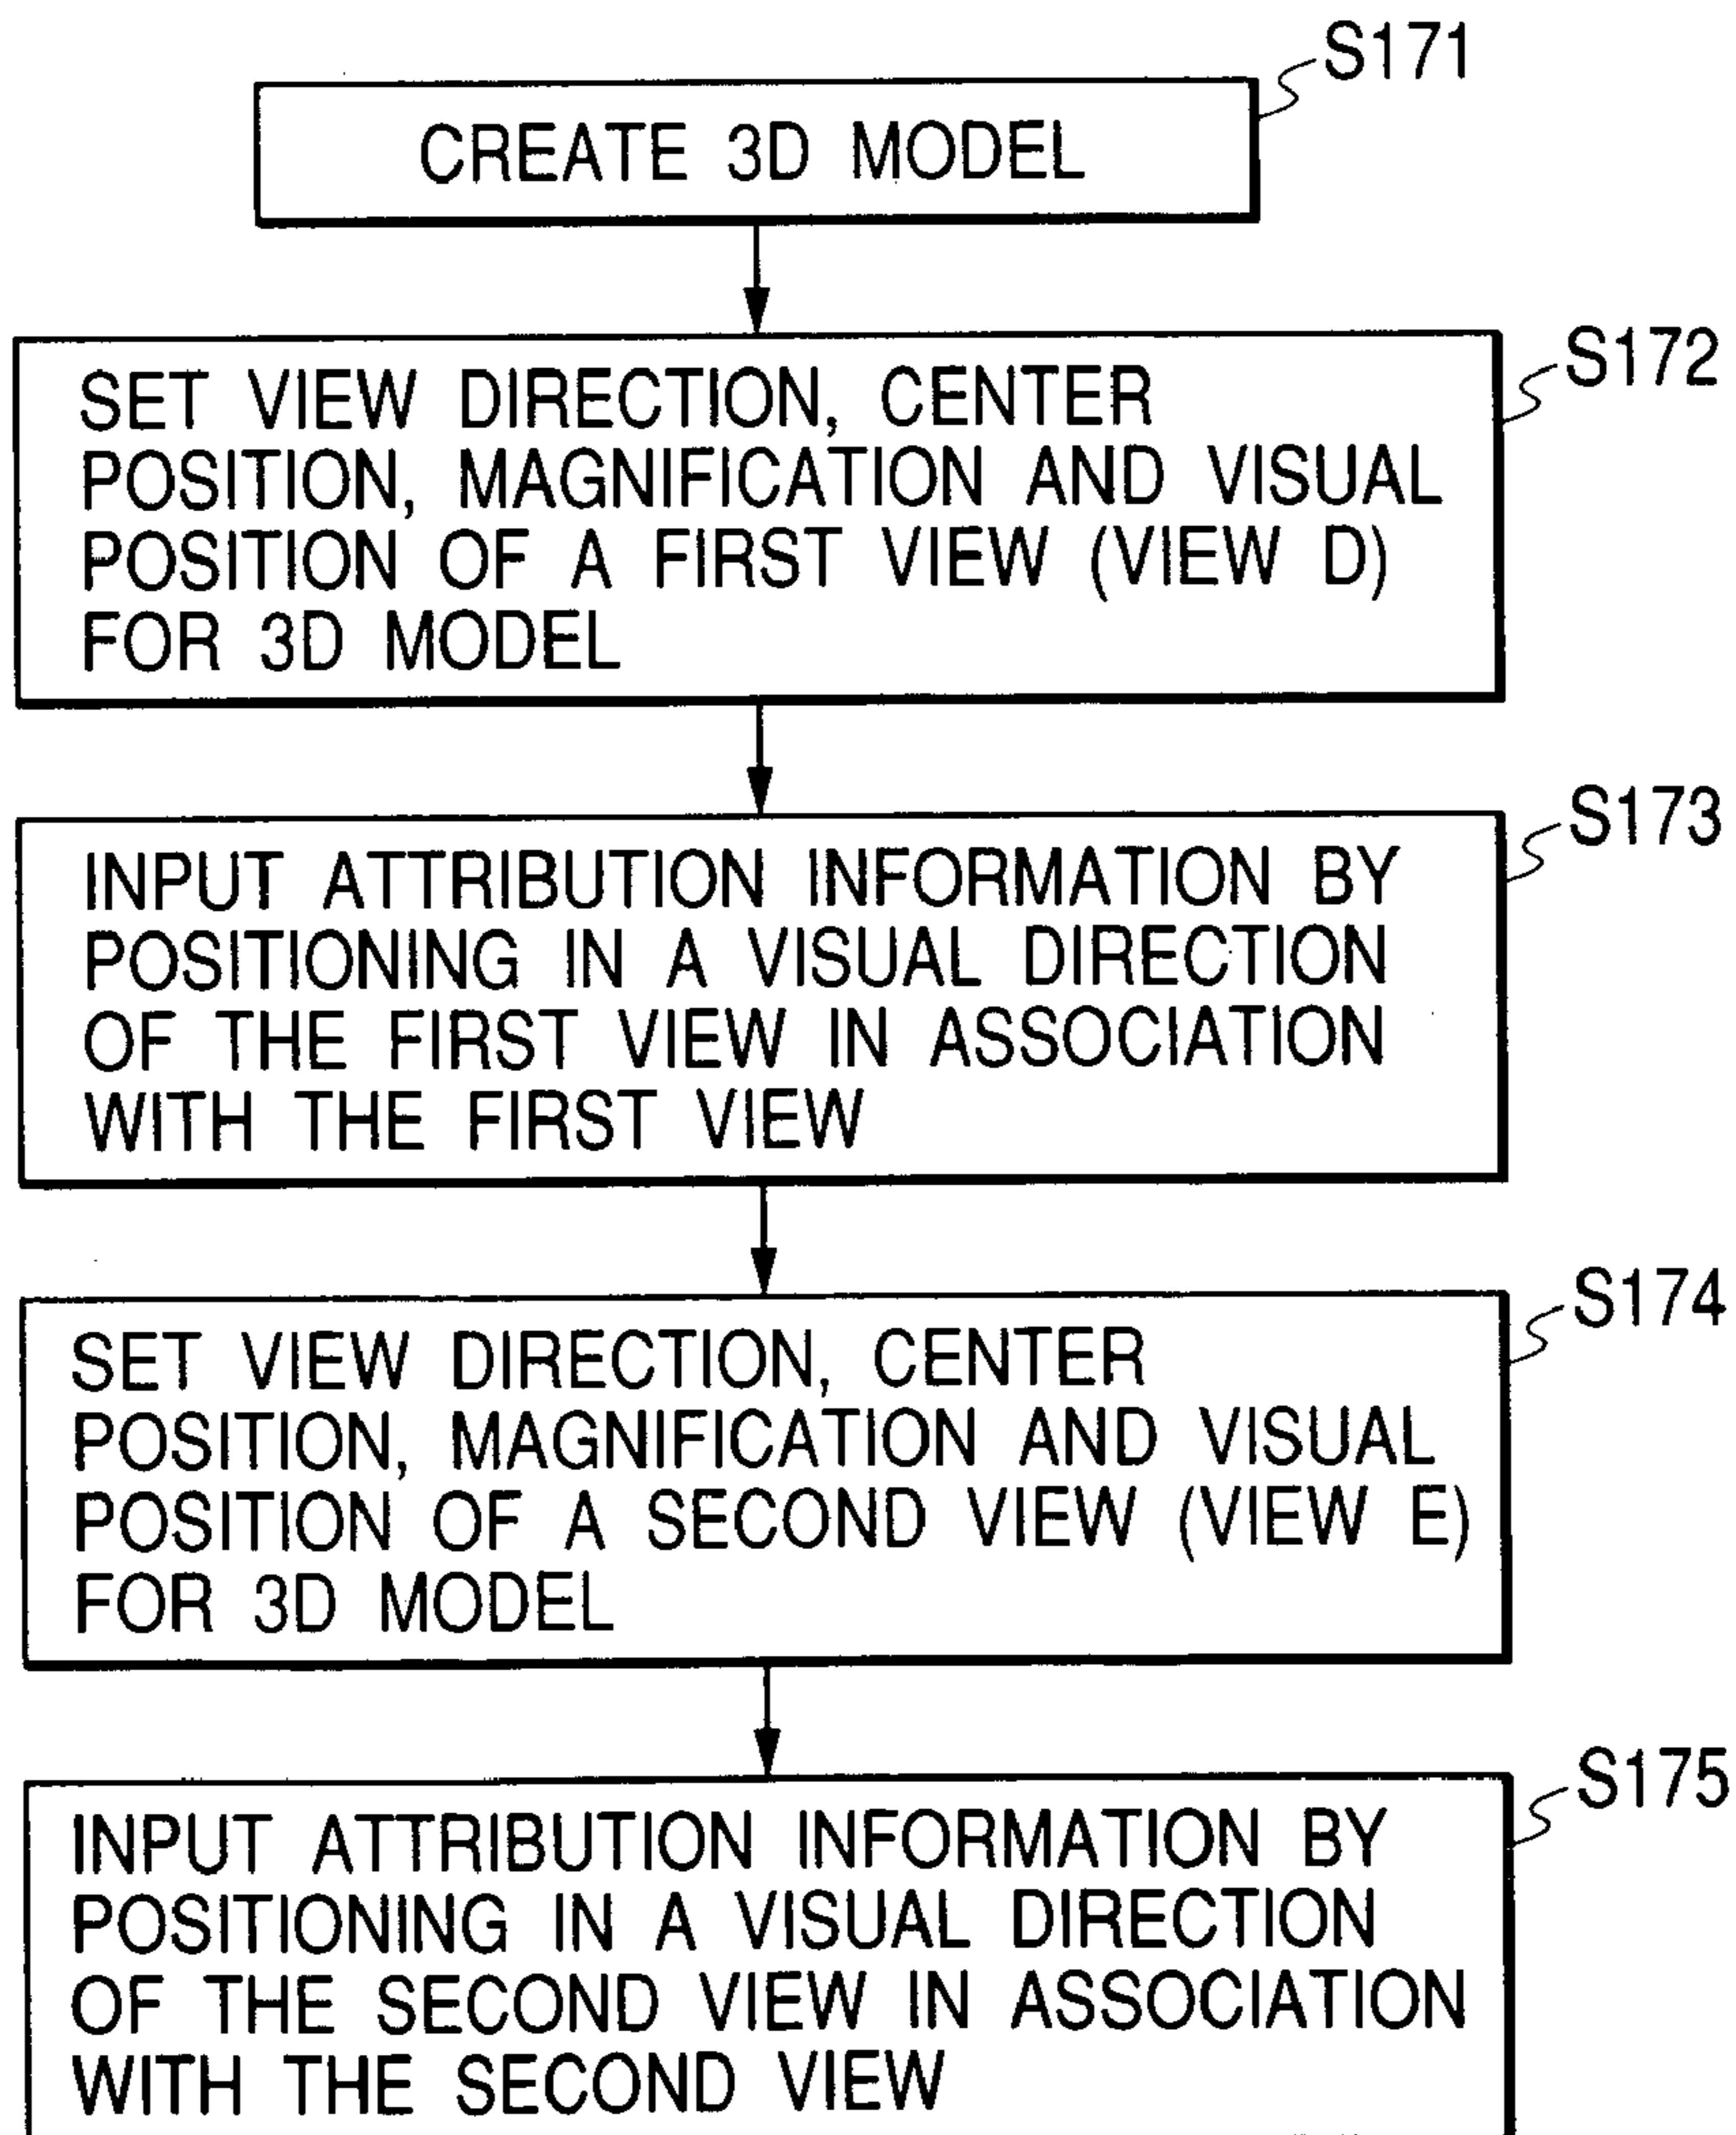 S171
CREATE 3D MODEL
S172
SET VIEW DIRECTION, CENTER
POSITION, MAGNIFICATION AND VISUAL
POSITION OF A FIRST VIEW (VIEW D)
FOR 3D MODEL
S173
INPUT ATTRIBUTION INFORMATION BY
POSITIONING IN A VISUAL DIRECTION
OF THE FIRST VIEW IN ASSOCIATION
WITH THE FIRST VIEW
S174
SET VIEW DIRECTION, CENTER
POSITION, MAGNIFICATION AND VISUAL
POSITION OF A SECOND VIEW (VIEW E)
FOR 3D MODEL
S175
INPUT ATTRIBUTION INFORMATION BY
POSITIONING IN A VISUAL DIRECTION
OF THE SECOND VIEW IN ASSOCIATION
WITH THE SECOND VIEW